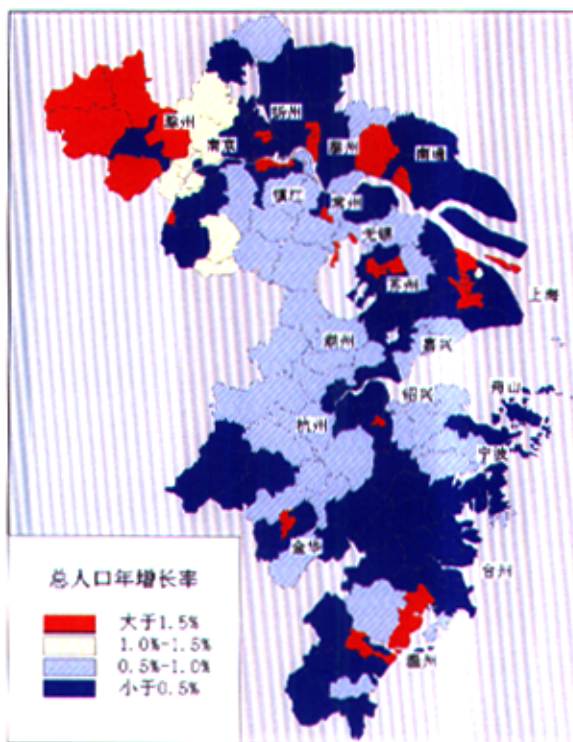 滁州
扬州
南京
泰州
南通
镇江
常州
无锡
苏州
上海
湖州
嘉兴
绍兴
舟山
杭州
宁波
金华
台州
温州
总人口年增长率
大于1.5%
1.0%-1.5%
0.5%-1.0%
小于0.5%